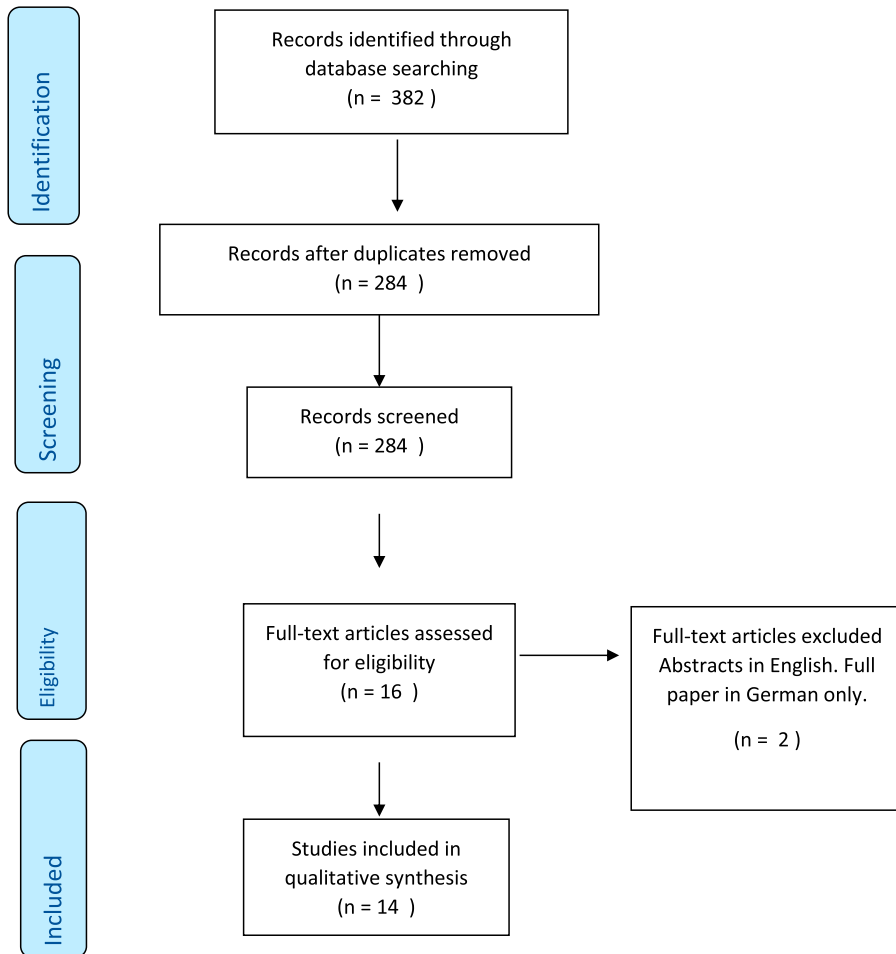 Identification
Records identified through
database searching
(n =  382 )
Records after duplicates removed
(n = 284  )
Screening
Records screened
(n = 284  )
Eligibility
Full-text articles assessed
for eligibility
(n = 16  )
Full-text articles excluded
Abstracts in English. Full
paper in German only.
(n =  2 )
Included
Studies included in
qualitative synthesis
(n = 14  )